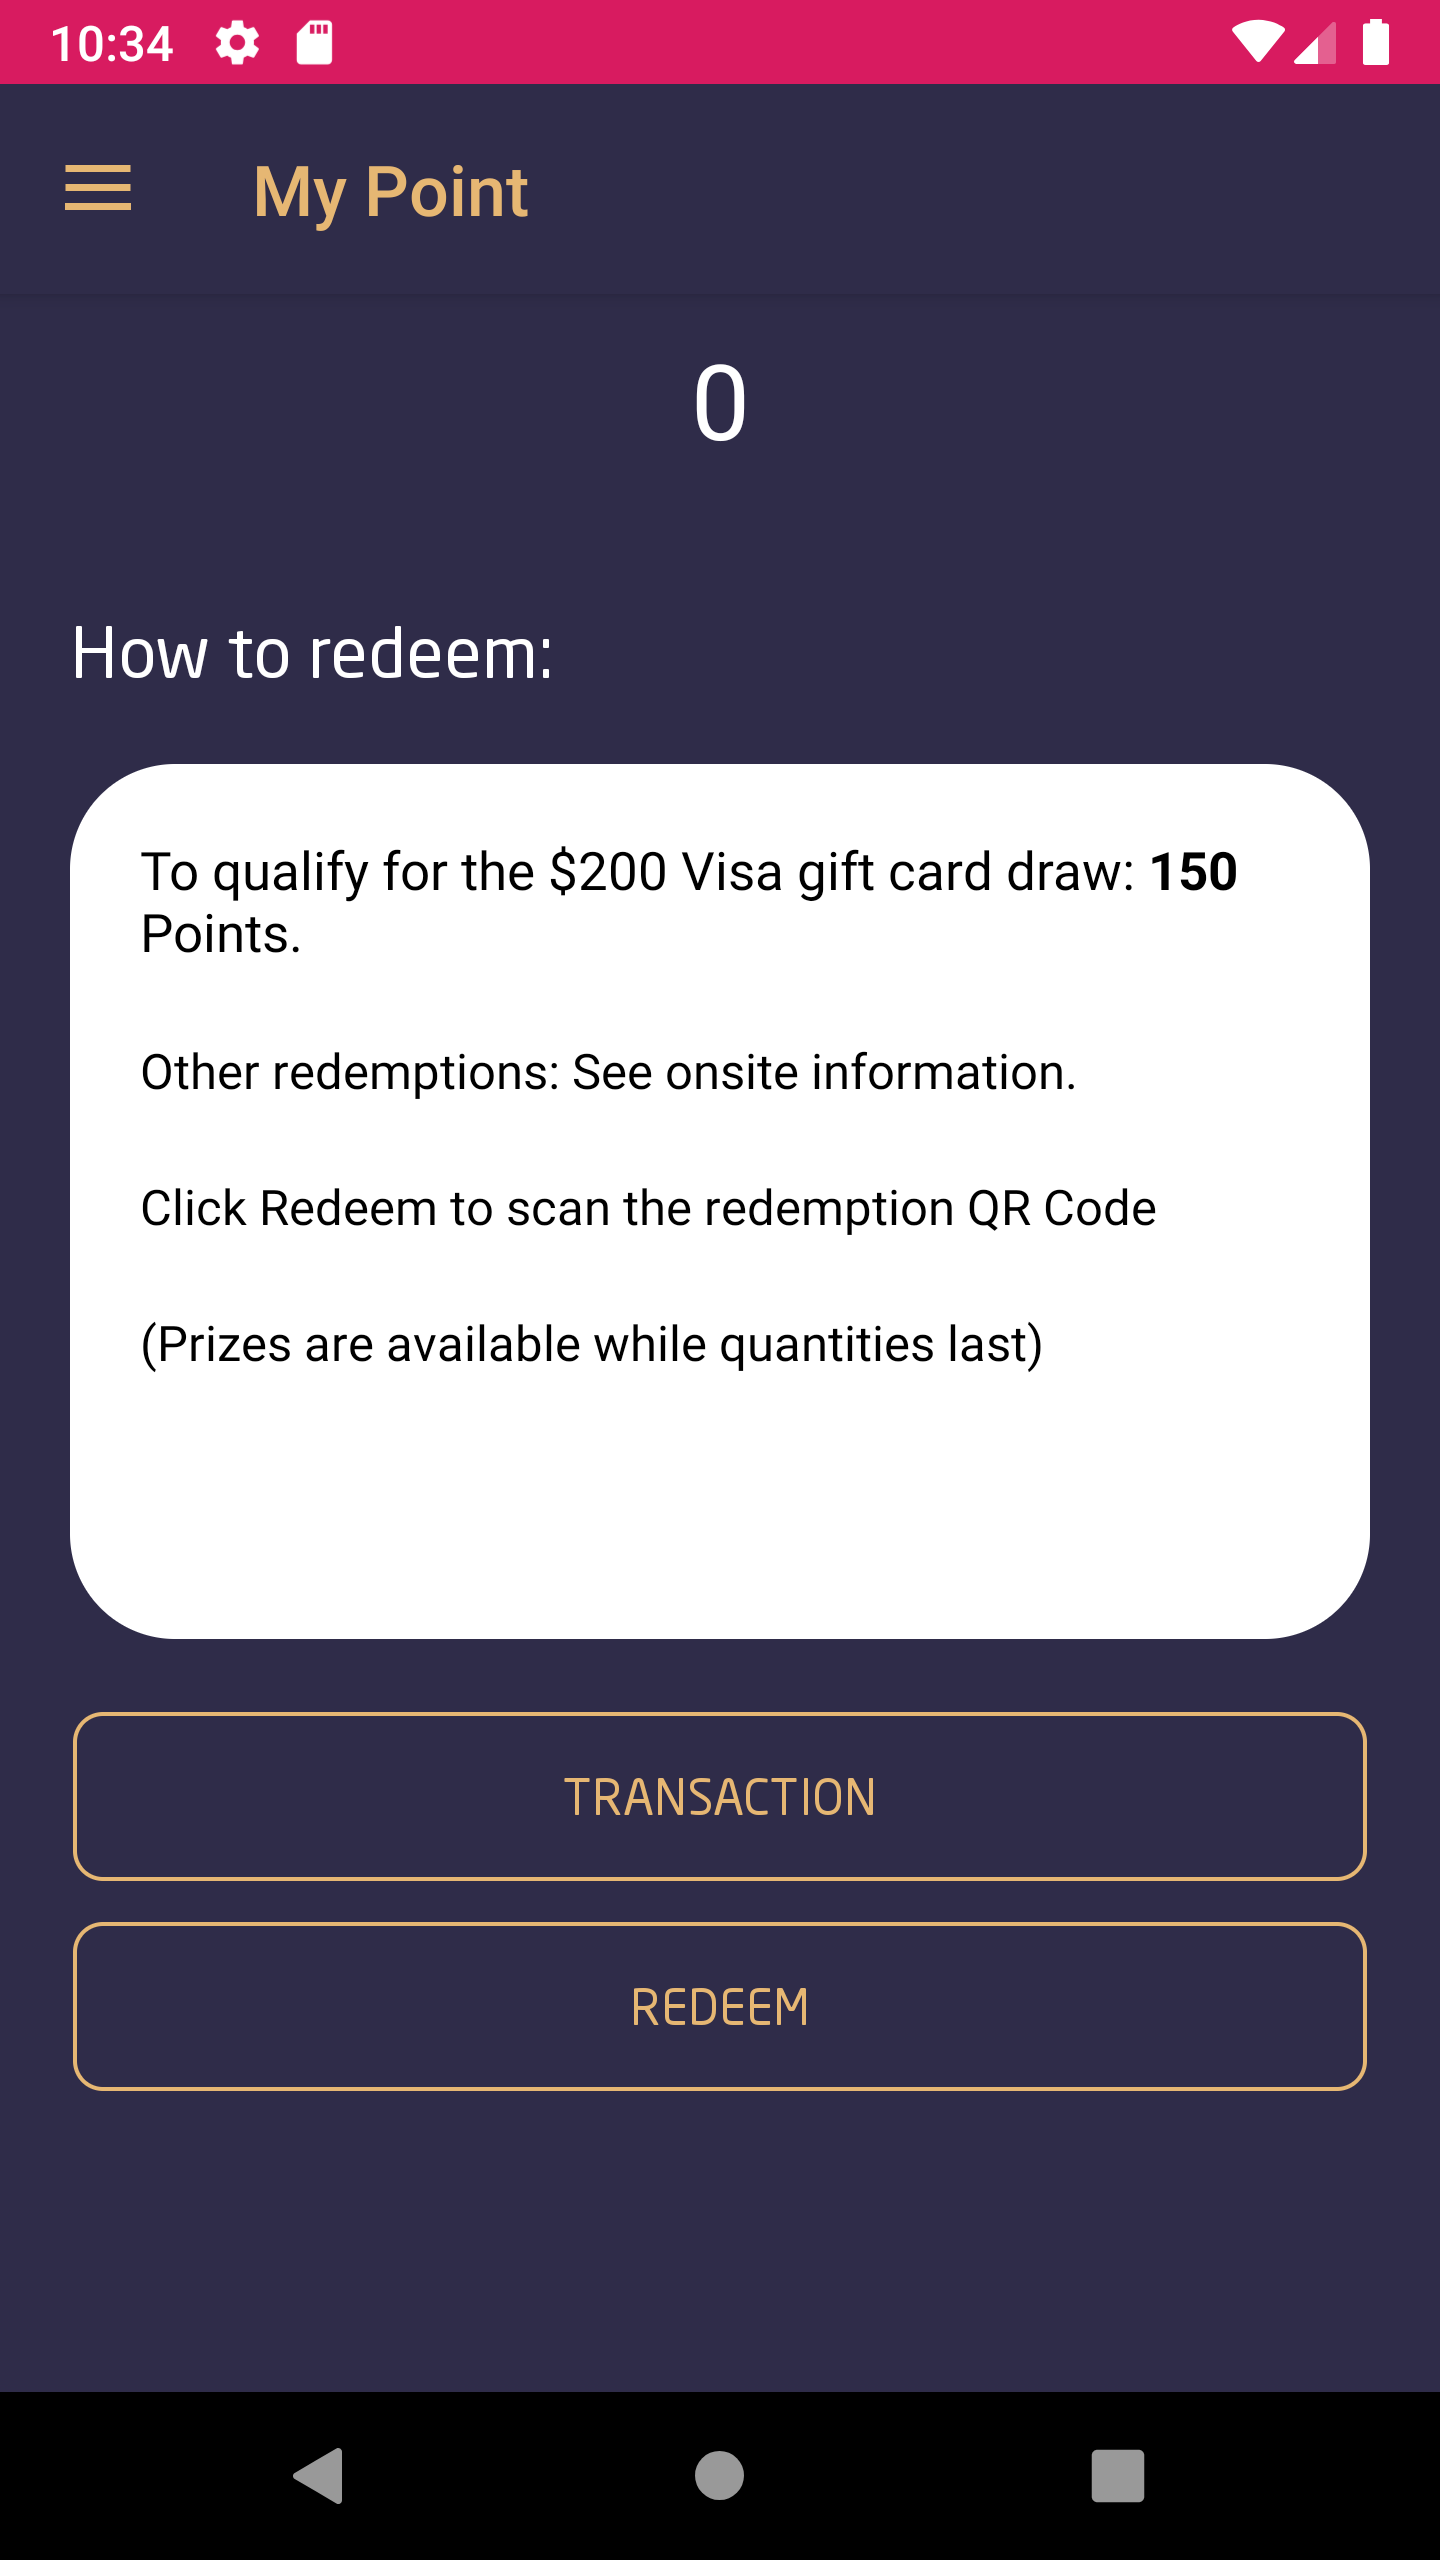 10:34
My Point
0
How to redeem:
To qualify for the $200 Visa gift card draw: 150
Points.
Other redemptions: See onsite information.
Click Redeem to scan the redemption QR Code
(Prizes are available while quantities last)
TRANSACTION
REDEEM